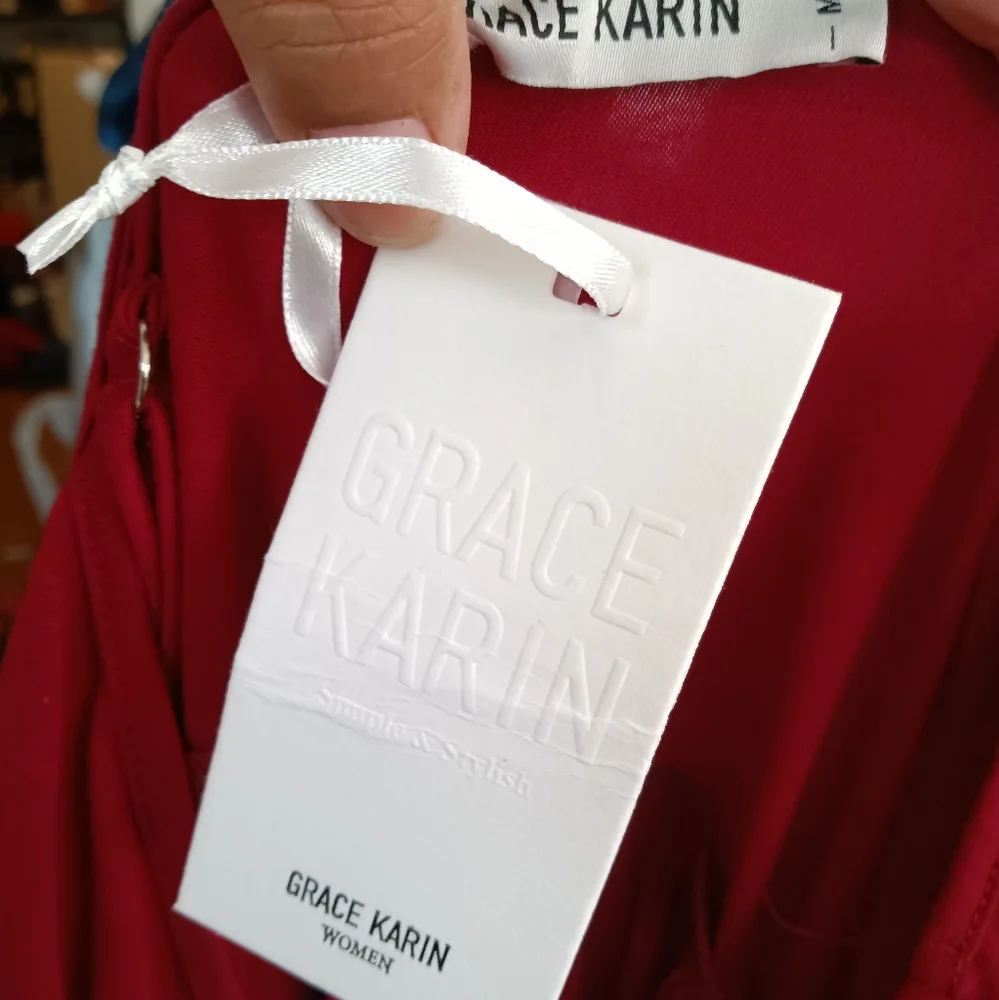 GRACE KARIN
M
GRACE
KARIN
Simple & Stylish
GRACE KARIN
WOMEN